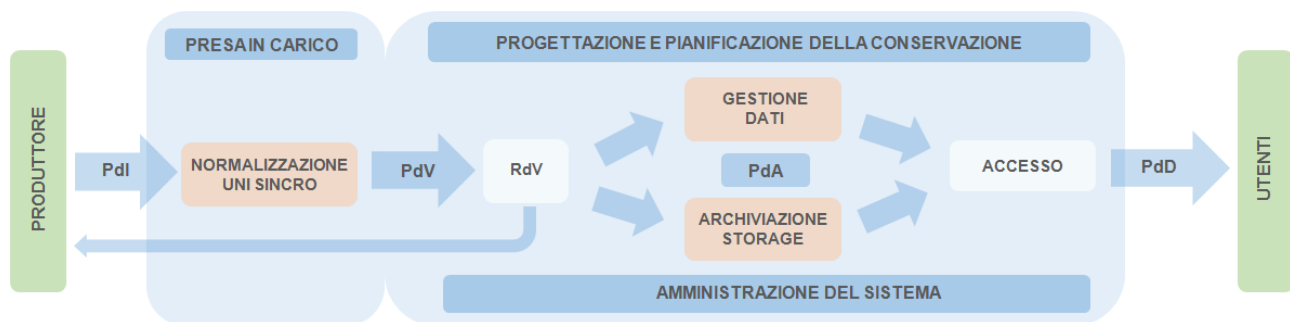 PRESAIN CARICO
PROGETTAZIONE E PIANIFICAZIONE DELLA CONSERVAZIONE
PRODUTTORE
PdI
NORMALIZZAZIONE
UNI SINCRO
PdV
RdV
GESTIONE
DATI
PdA
ARCHIVIAZIONE
STORAGE
ACCESSO
PdD
UTENTI
AMMINISTRAZIONE DEL SISTEMA